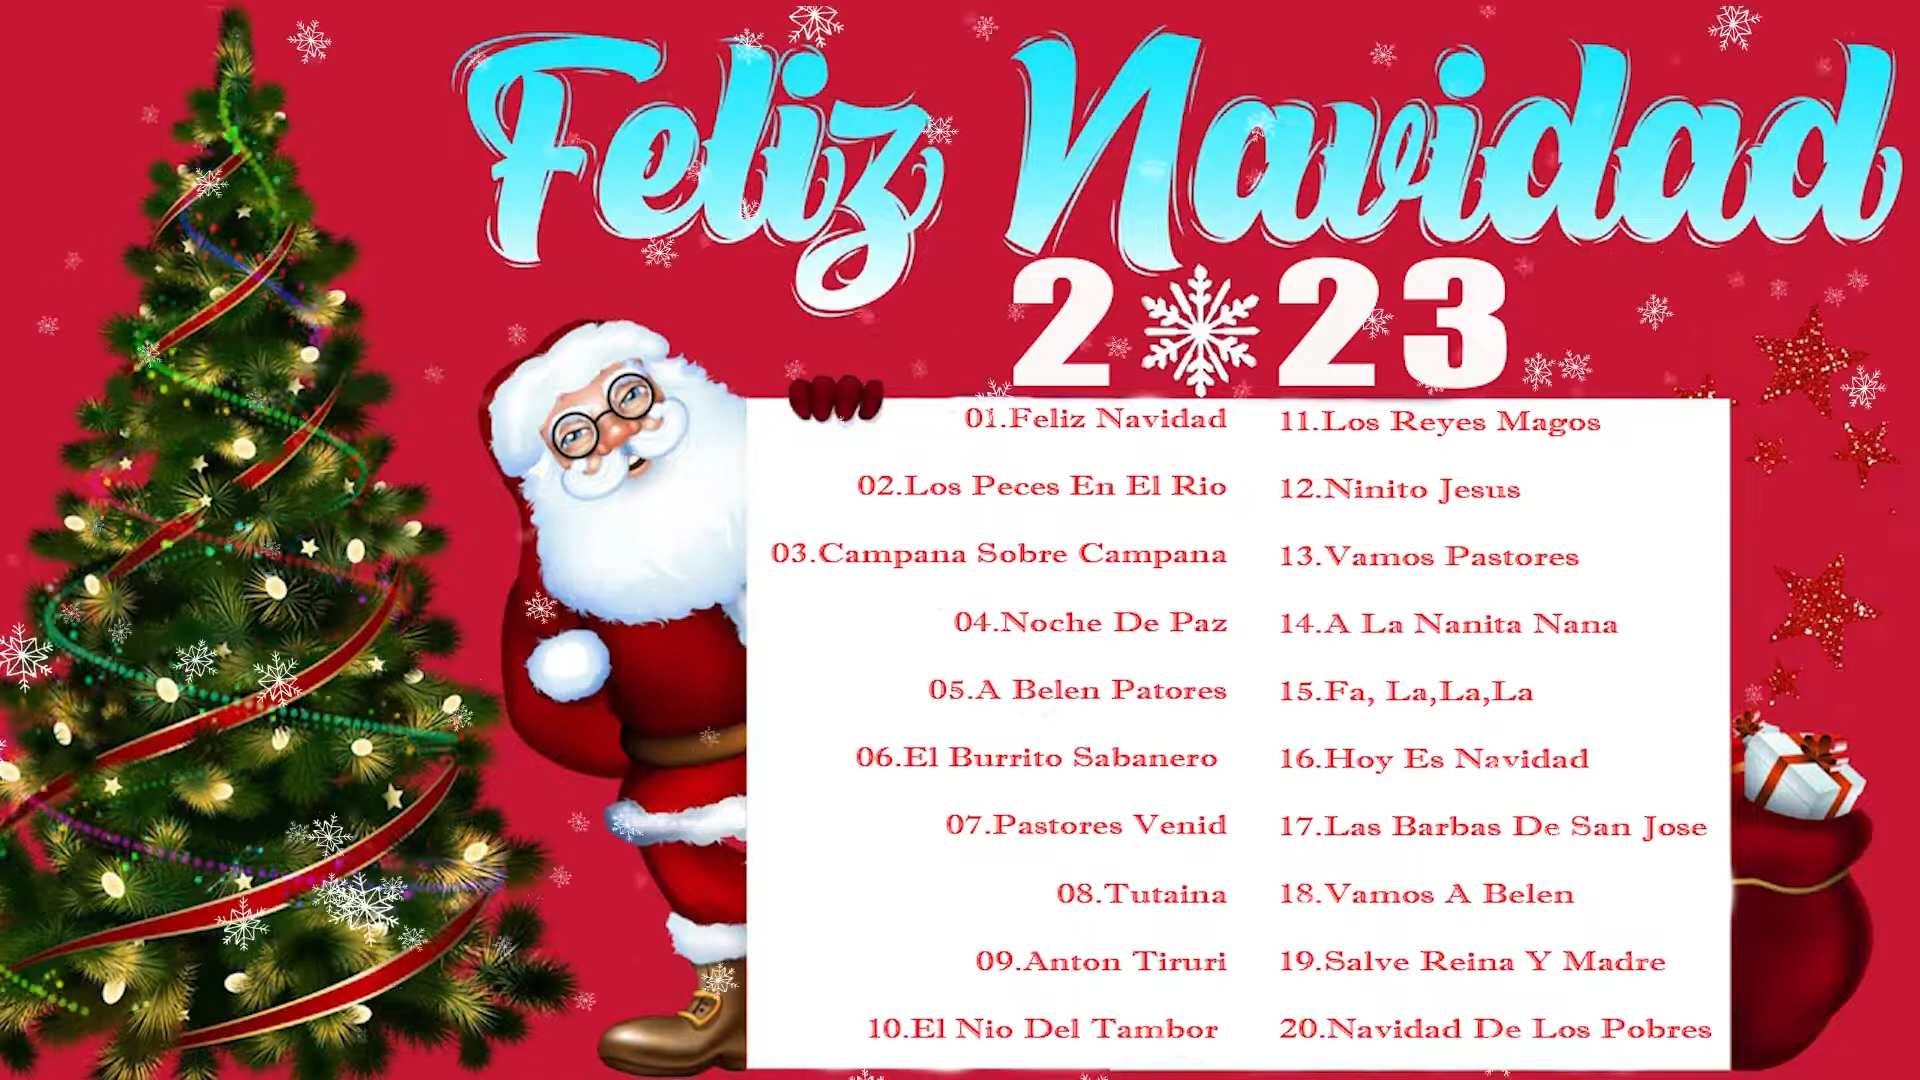 Feliz Navidad
2023
01.Feliz Navidad
02.Los Peces En El Rio
03.Campana Sobre Campana
04.Noche De Paz
05.A Belen Patores
06.El Burrito Sabanero
07.Pastores Venid
08.Tutaina
09.Anton Tiruri
10.El Nio Del Tambor
11.Los Reyes Magos
12.Ninito Jesus
13.Vamos Pastores
14.A La Nanita Nana
15.Fa, La,La,La
16.Hoy Es Navidad
17.Las Barbas De San Jose
18.Vamos A Belen
19.Salve Reina Y Madre
20.Navidad De Los Pobres